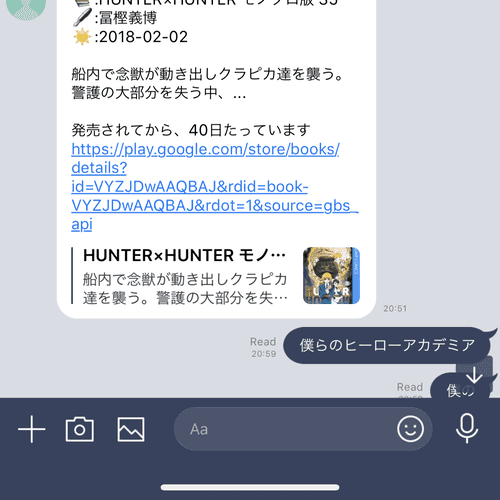 :HUNTER×HUNTER モノクロ版 35
:冨樫義博
:2018-02-02
船内で念獣が動き出しクラピカ達を襲う。
警護の大部分を失う中、...
発売されてから、40日たっています
https://play.google.com/store/books/
details?
id=VYZJDwAAQBAJ&rdid=book-
VYZJDwAAQBAJ&rdot=1&source=gbs_
api
HUNTER×HUNTER モノ…
船内で念獣が動き出しクラピカ
達を襲う。警護の大部分を失…
20:51
Read
20:59
僕らのヒーローアカデミア
Read
僕の
Aa